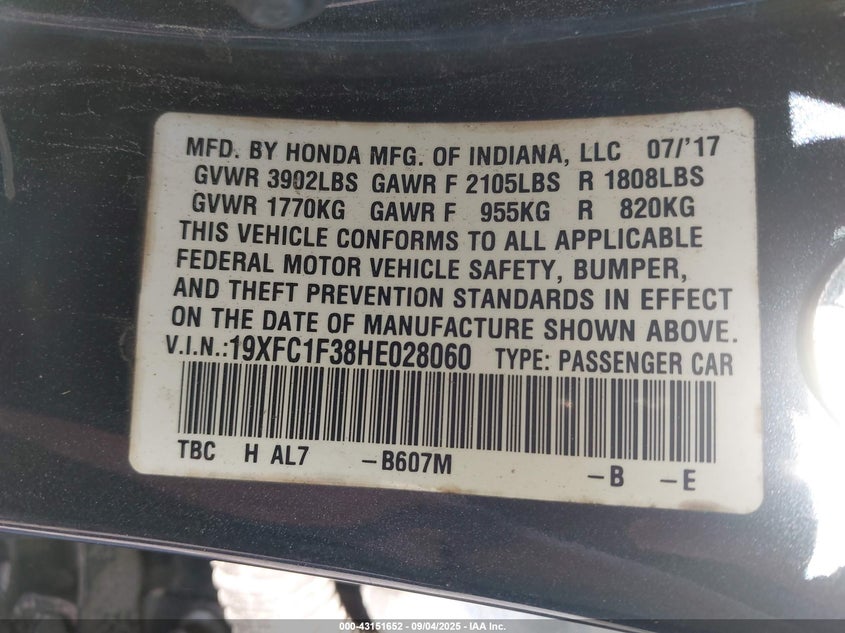 MFD. BY HONDA MFG. OF INDIANA, LLC 07/'17
GVWR 3902LBS GAWR F 2105LBS R 1808LBS
GVWR 1770KG GAWR F 955KG R 820KG
THIS VEHICLE CONFORMS TO ALL APPLICABLE
FEDERAL MOTOR VEHICLE SAFETY, BUMPER,
AND THEFT PREVENTION STANDARDS IN EFFECT
ON THE DATE OF MANUFACTURE SHOWN ABOVE.
V.I.N.:19XFC1F38HE028060 TYPE: PASSENGER CAR
TBC H AL7 -B607M -B -E
000-43151652 - 09/04/2025 - IAA Inc.